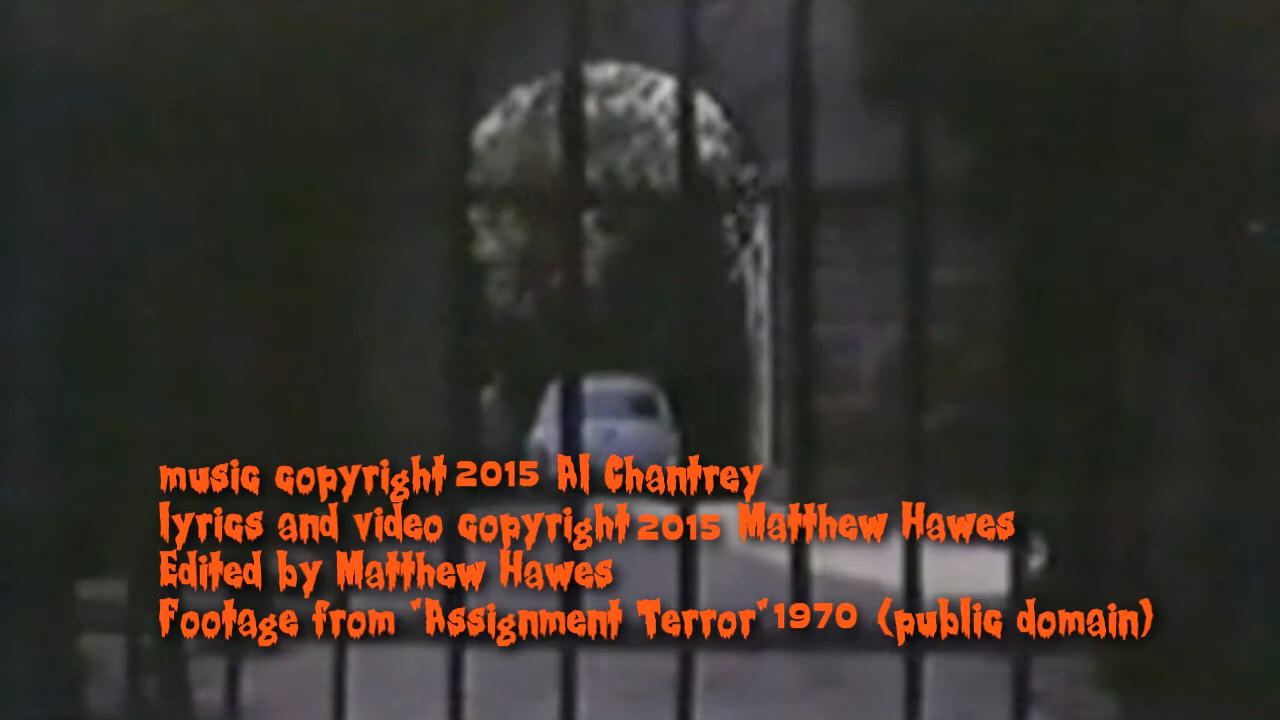 music copyright 2015 Al Chantrey
lyrics and video copyright 2015 Matthew Hawes
Edited by Matthew Hawes
Footage from "Assignment Terror" 1970 (public domain)